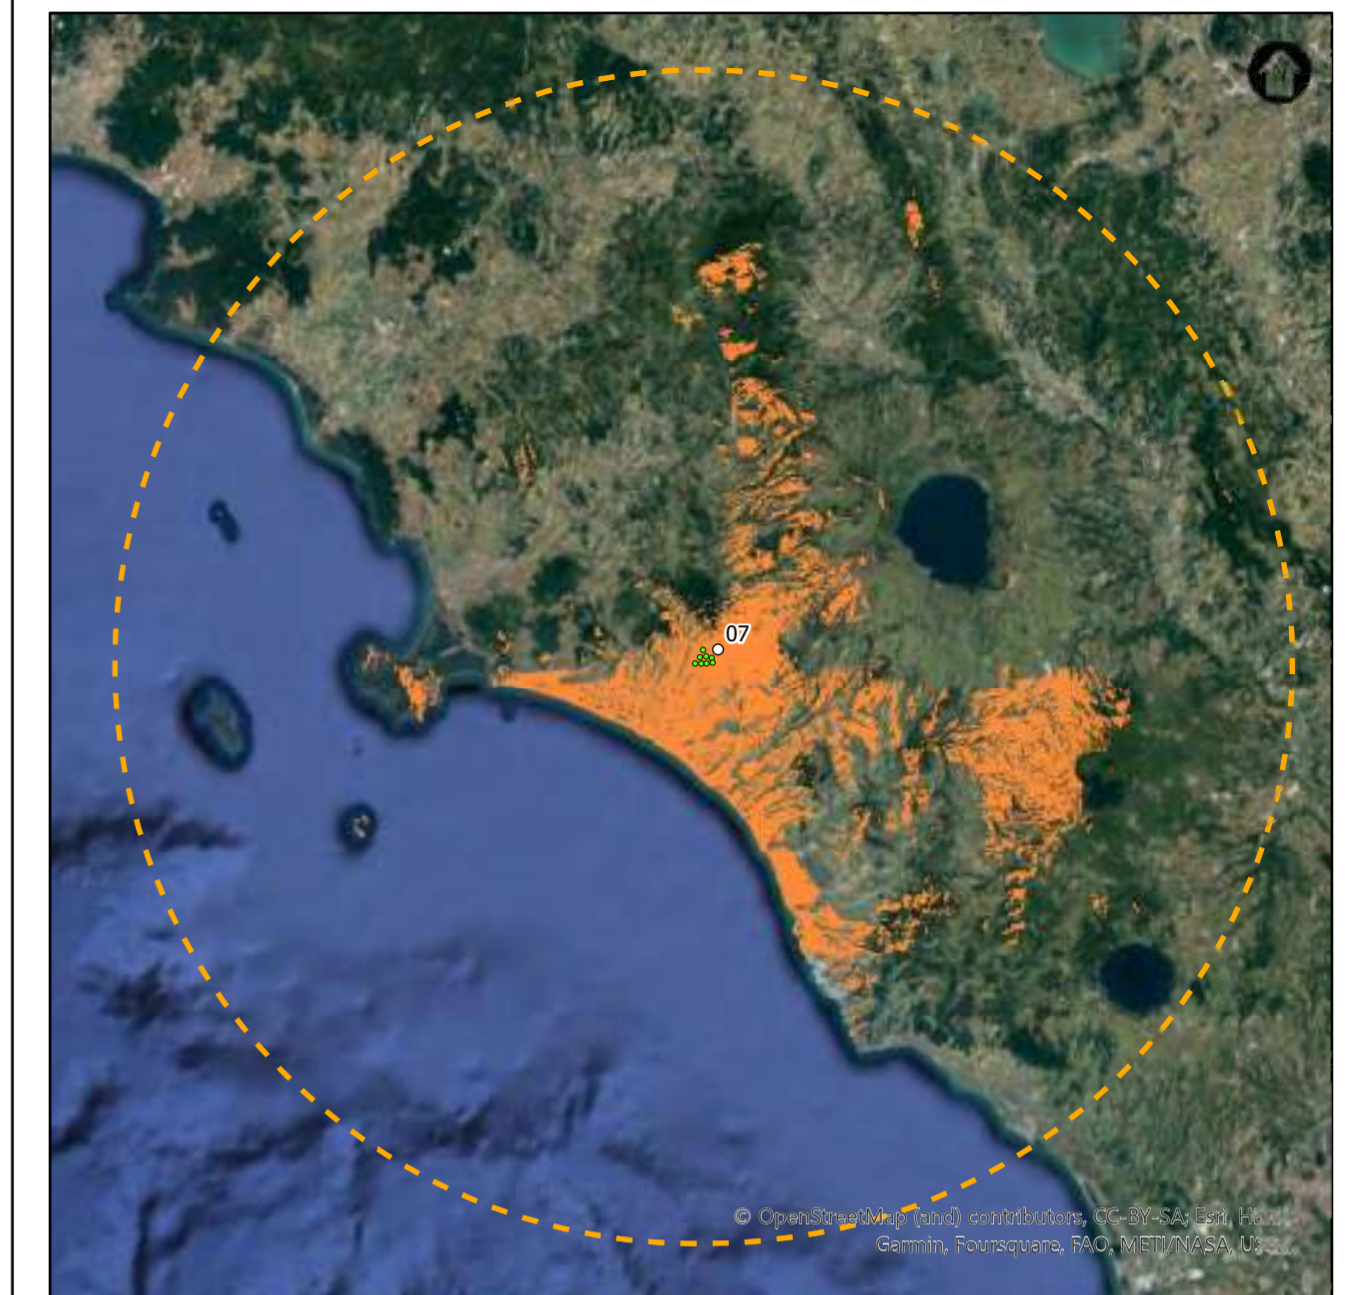 07
© OpenStreetMap (and) contributors, CC-BY-SA; Esri,
Garmin, Foursquare, FAO, METI/NASA,